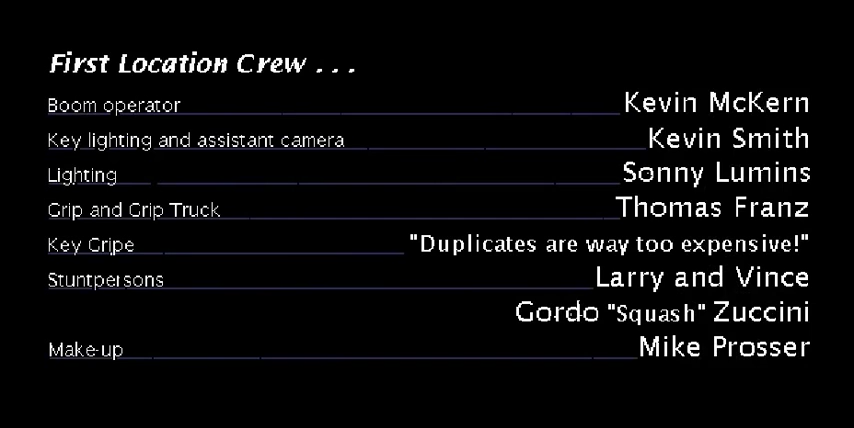 First Location Crew . . .
Boom operator Kevin McKern
Key lighting and assistant camera Kevin Smith
Lighting Sonny Lumins
Grip and Grip Truck Thomas Franz
Key Gripe "Duplicates are way too expensive!"
Stuntpersons Larry and Vince
Gordo "Squash" Zuccini
Make-up Mike Prosser